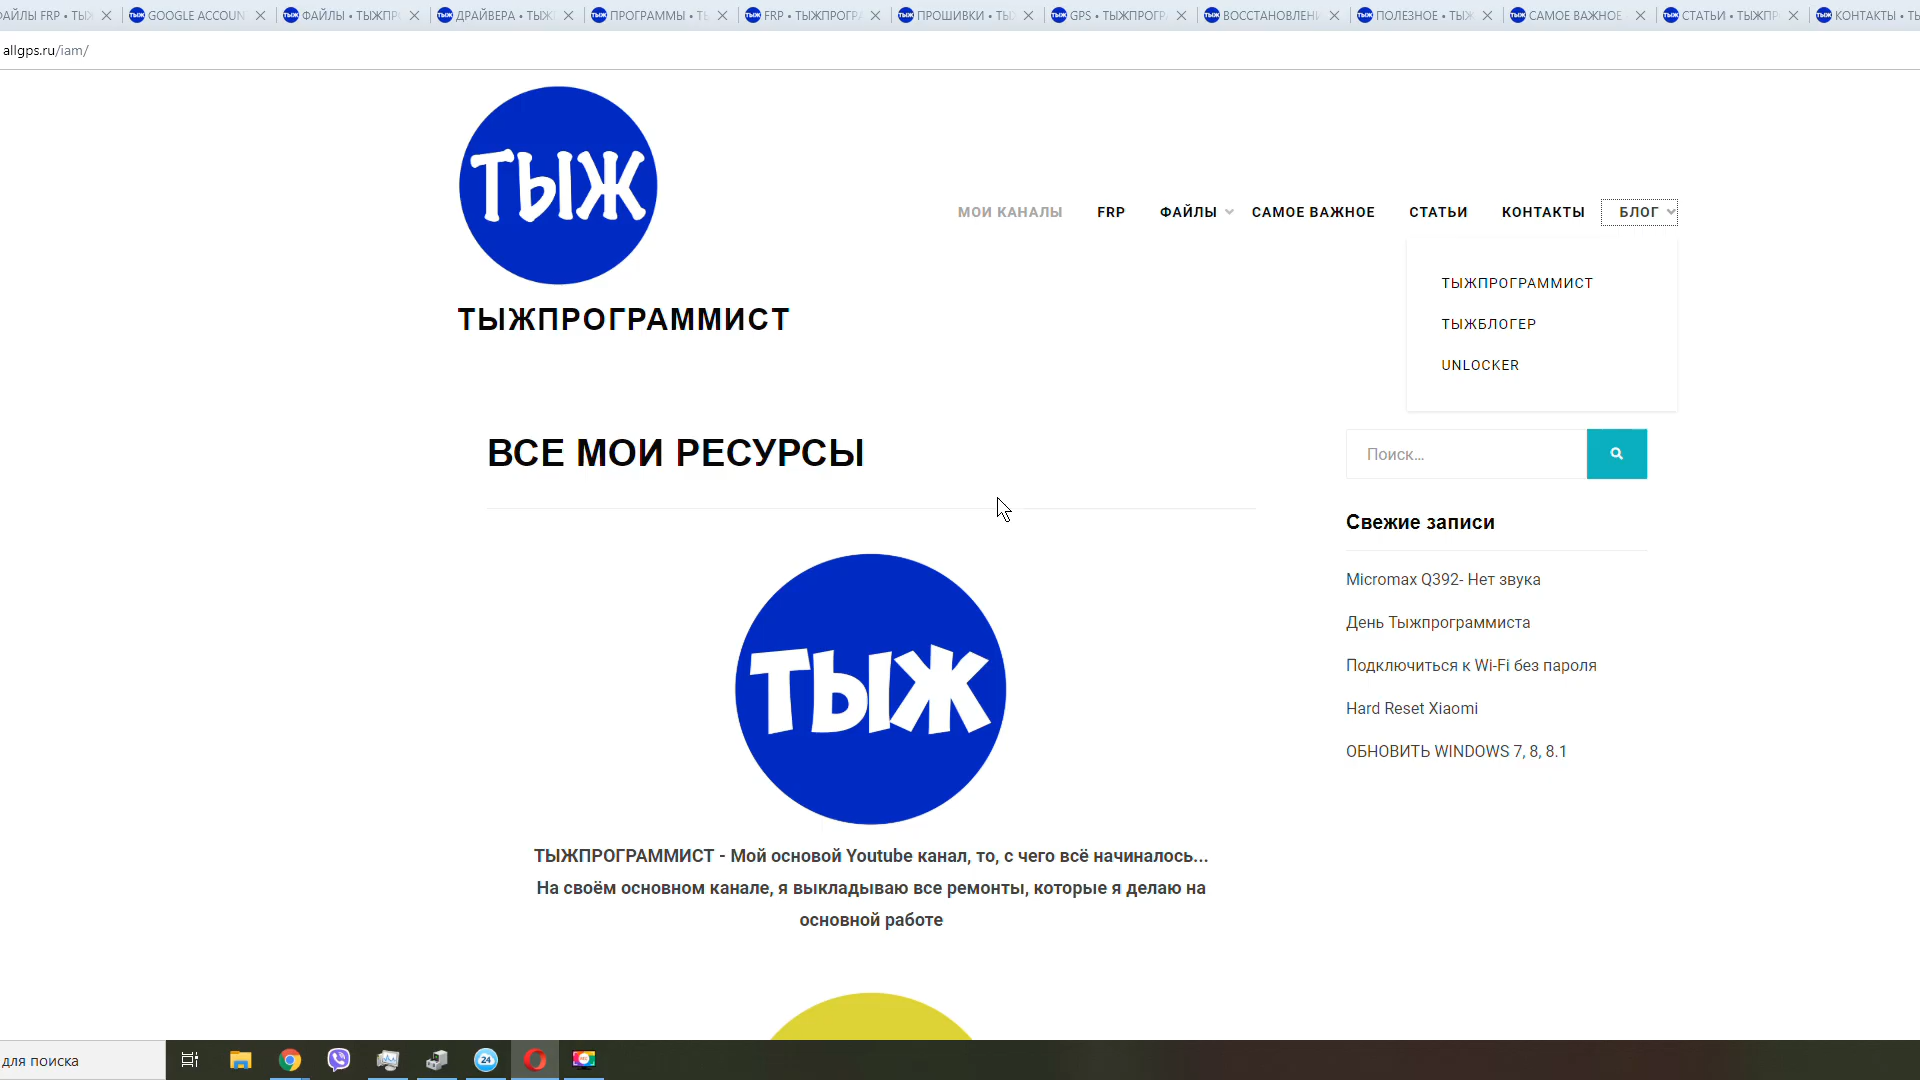 АЙЛЫ FRP • ТЫ
GOOGLE ACCOUN
ФАЙЛЫ • ТЫЖПР
ДРАЙВЕРА • ТЫЖ
ПРОГРАММЫ • Т
FRP • ТЫЖПРОГР
ПРОШИВКИ • ТЫ
GPS • ТЫЖПРОГР
ВОССТАНОВЛЕН
ПОЛЕЗНОЕ • ТЫЖ
САМОЕ ВАЖНОЕ
СТАТЬИ • ТЫЖП
КОНТАКТЫ • Т
allgps.ru/iam/
ТЫЖ
МОИ КАНАЛЫ FRP ФАЙЛЫ САМОЕ ВАЖНОЕ СТАТЬИ КОНТАКТЫ БЛОГ
ТЫЖПРОГРАММИСТ
ТЫЖБЛОГЕР
UNLOCKER
ТЫЖПРОГРАММИСТ
ВСЕ МОИ РЕСУРСЫ
Поиск...
Свежие записи
Micromax Q392- Нет звука
День Тыжпрограммиста
Подключиться к Wi-Fi без пароля
Hard Reset Xiaomi
ОБНОВИТЬ WINDOWS 7, 8, 8.1
ТЫЖ
ТЫЖПРОГРАММИСТ - Мой основой Youtube канал, то, с чего всё начиналось...
На своём основном канале, я выкладываю все ремонты, которые я делаю на
основной работе
для поиска
24